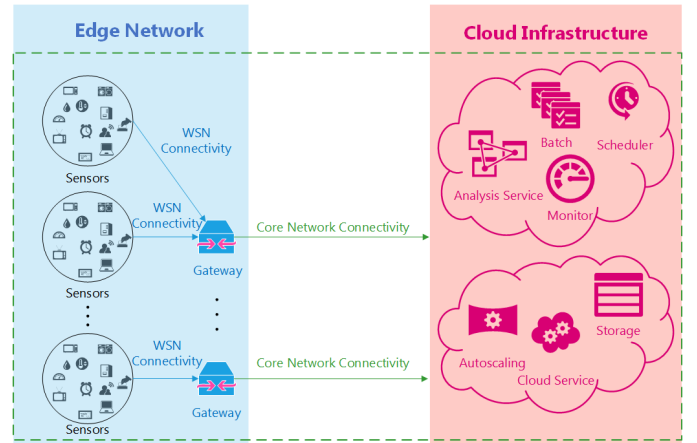 Edge Network
Cloud Infrastructure
WSN
Connectivity
Sensors
Batch
Scheduler
Analysis Service
Monitor
WSN
Connectivity
Core Network Connectivity
Gateway
Sensors
WSN
Connectivity
Core Network Connectivity
Gateway
Sensors
Storage
Autoscaling
Cloud Service